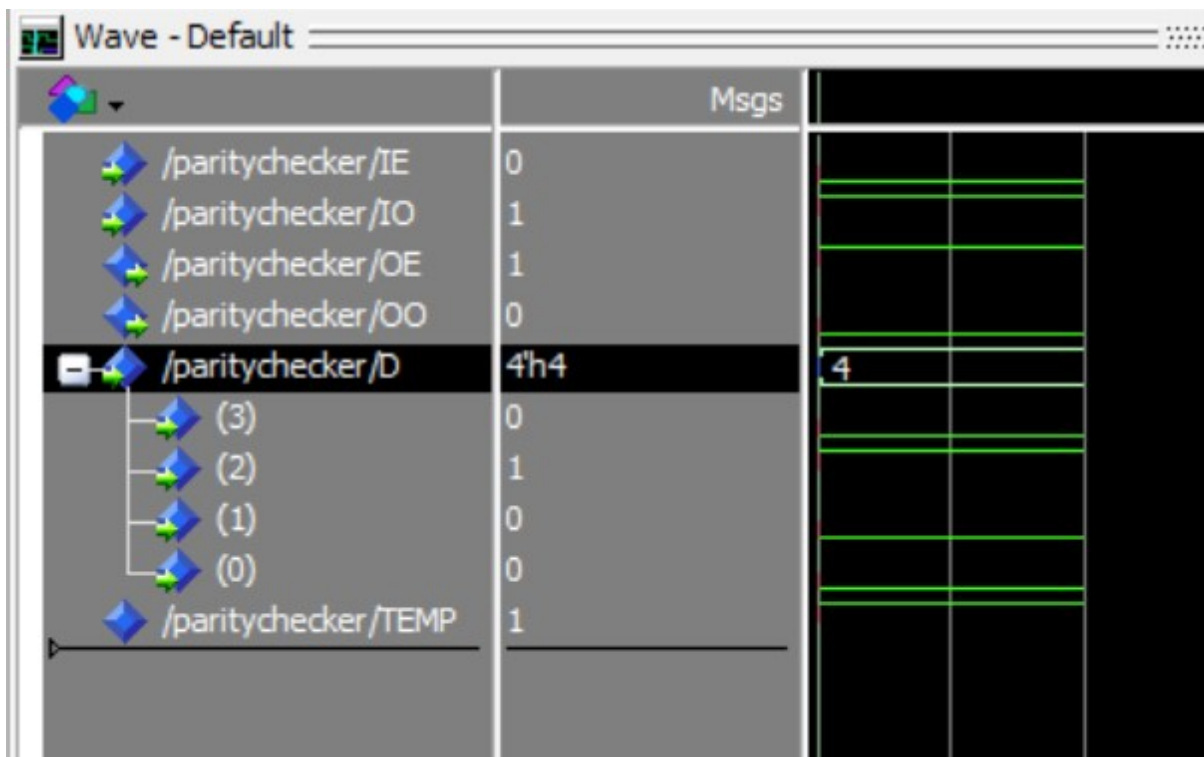 Wave - Default
Msgs
/paritychecker/IE 0
/paritychecker/IO 1
/paritychecker/OE 1
/paritychecker/OO 0
/paritychecker/D 4'h4 4
(3) 0
(2) 1
(1) 0
(0) 0
/paritychecker/TEMP 1